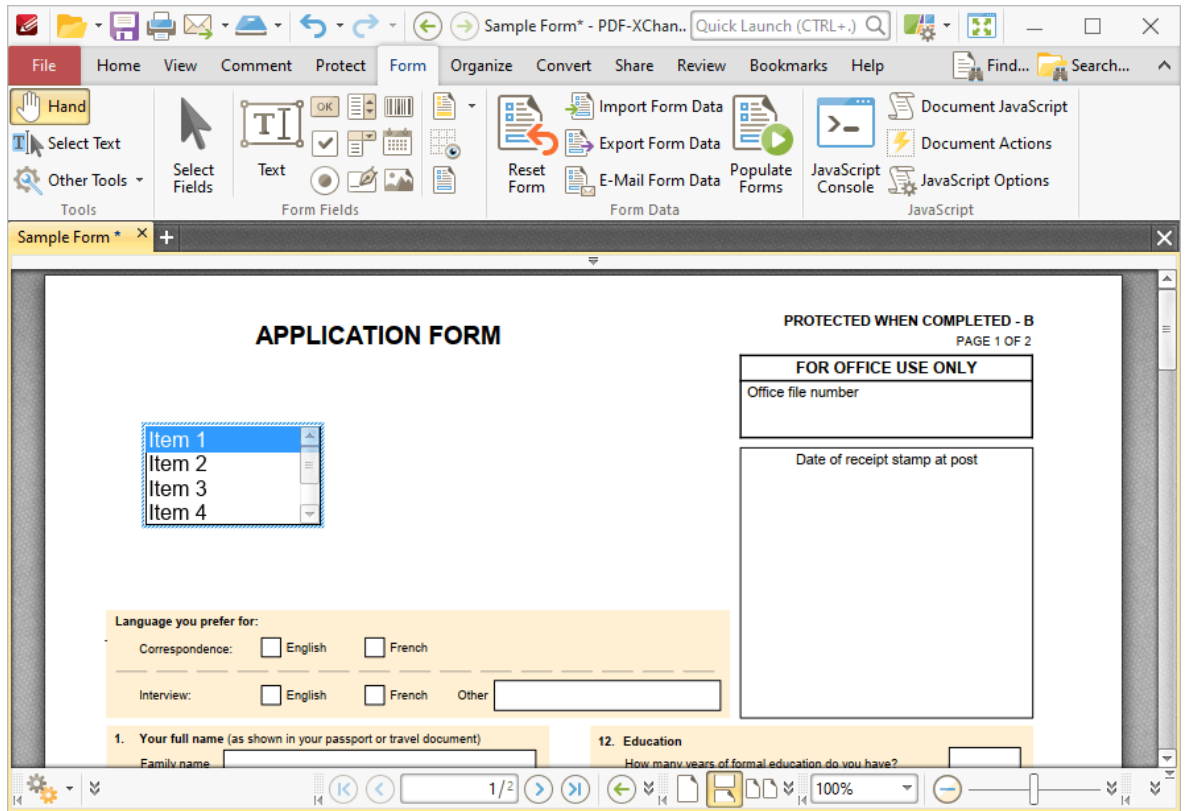 Sample Form* - PDF-XChan.. Quick Launch (CTRL+.)
File Home View Comment Protect Form Organize Convert Share Review Bookmarks Help Find... Search...
Hand
Select Text
Other Tools
Tools
Select Fields
Text
OK
Form Fields
Reset Form
Import Form Data
Export Form Data
E-Mail Form Data
Populate Forms
Form Data
JavaScript Console
Document JavaScript
Document Actions
JavaScript Options
JavaScript
Sample Form *
APPLICATION FORM
PROTECTED WHEN COMPLETED - B
PAGE 1 OF 2
FOR OFFICE USE ONLY
Office file number
Date of receipt stamp at post
Item 1
Item 2
Item 3
Item 4
Language you prefer for:
Correspondence: English French
Interview: English French Other
1. Your full name (as shown in your passport or travel document)
Family name
12. Education
How many years of formal education do you have?
1/2
100%